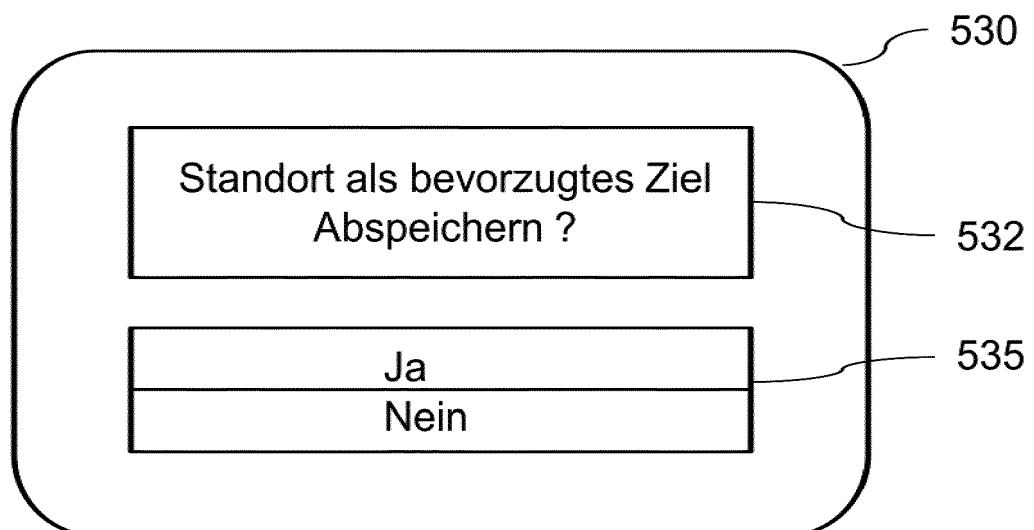 530
Standort als bevorzugtes Ziel
Abspeichern ?
532
Ja
535
Nein